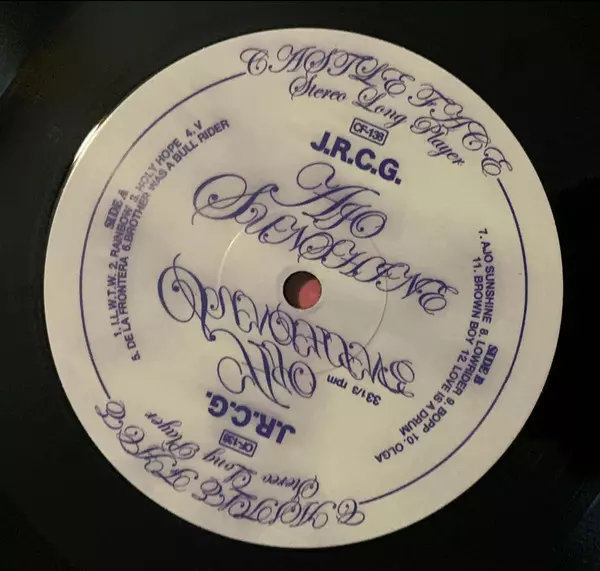 CASTLE FACE
Stereo Long Player
CF-138
J.R.C.G.
AJO
SUNSHINE
SIDE A
1. LL W.T.W. 2. RAINBOW 3. HOLY HOPE 4. V
5. DE LA FRONTERA 6.BROTHER WAS A BULL RIDER
SIDE B
7. AJO SUNSHINE 8. LOWRIDER 9. BOPP 10. OLGA
11. BROWN BOY 12. LOVE IS A DRUM
33 1/3 rpm
AJO
SUNSHINE
J.R.C.G.
CF-138
Stereo Long Player
CASTLE FACE